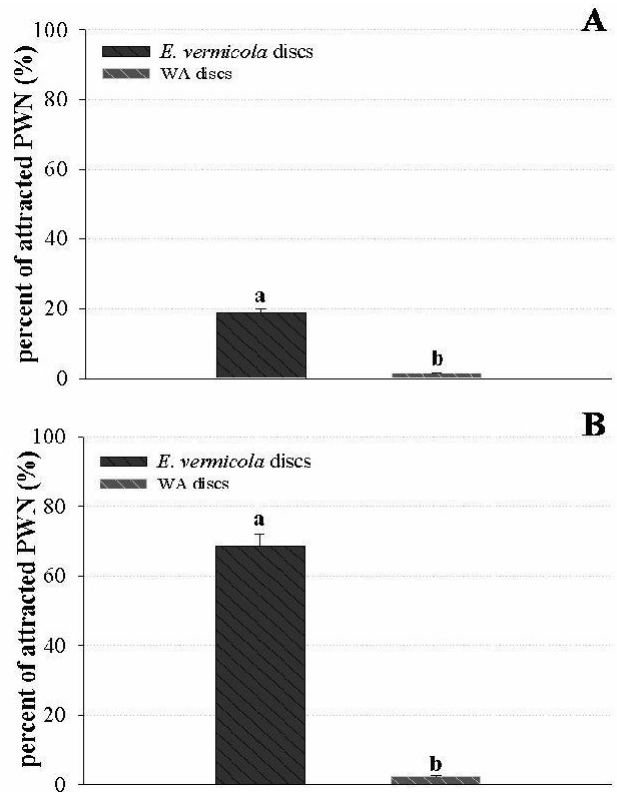 A
100
80
60
40
20
0
percent of attracted PWN (%)
E. vermicola discs
WA discs
a
b
B
100
80
60
40
20
0
percent of attracted PWN (%)
E. vermicola discs
WA discs
a
b